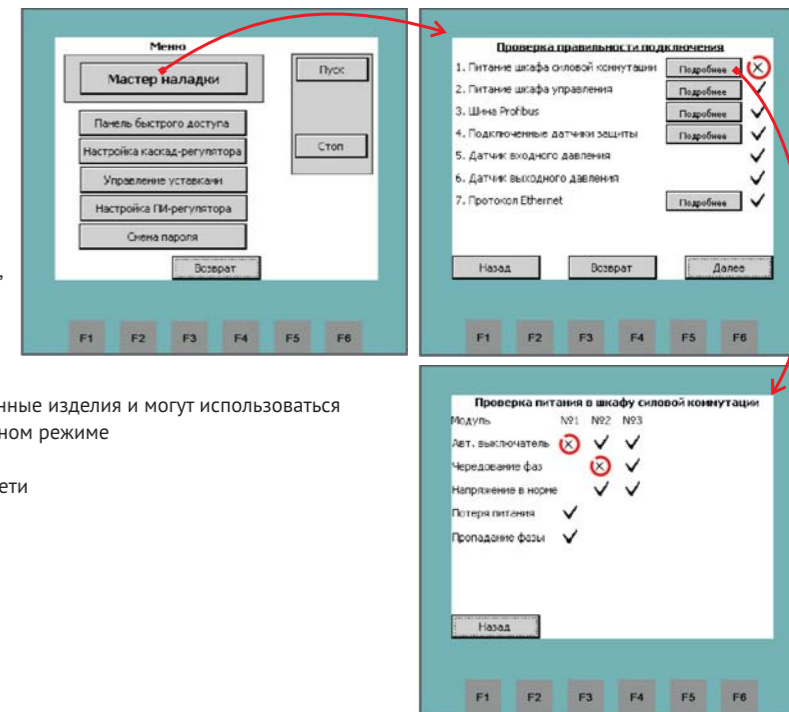 Меню
Мастер наладки
Пуск
Панель быстрого доступа
Настройка каскад-регулятора
Стоп
Управление уставками
Настройка ПИ-регулятора
Смена пароля
Возврат
F1 F2 F3 F4 F5 F6
Проверка правильности подключения
1. Питание шкафа силовой коммутации Подробнее
2. Питание шкафа управления Подробнее
3. Шина Profibus Подробнее
4. Подключенные датчики защиты Подробнее
5. Датчик входного давления
6. Датчик выходного давления
7. Протокол Ethernet Подробнее
Назад Возврат Далее
F1 F2 F3 F4 F5 F6
,
нные изделия и могут использоваться
ном режиме
ети
Проверка питания в шкафу силовой коммутации
Модуль №1 №2 №3
Авт. выключатель
Чередование фаз
Напряжение в норме
Потеря питания
Пропадание фазы
Назад
F1 F2 F3 F4 F5 F6